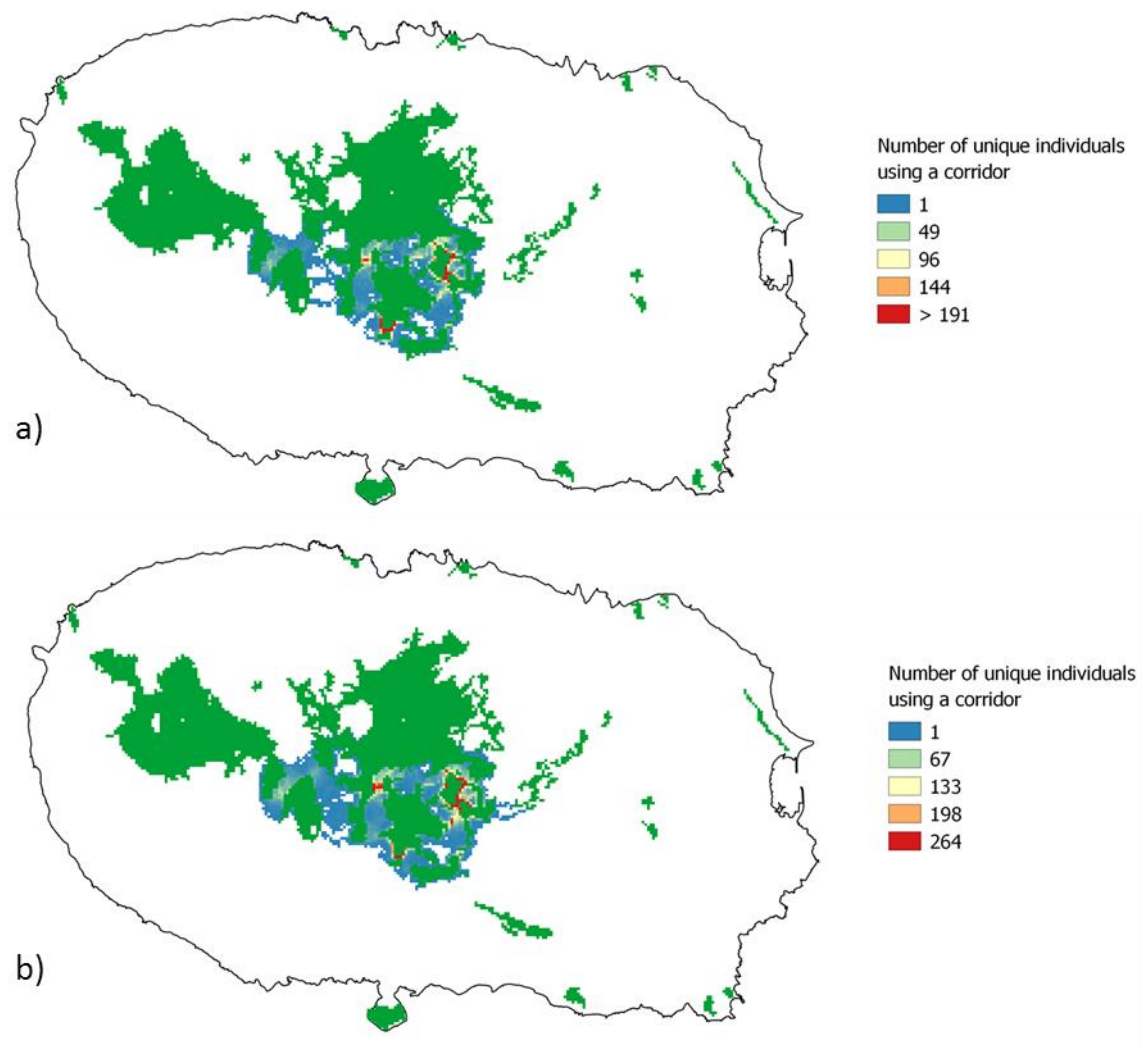 Number of unique individuals
using a corridor
1
49
96
144
> 191
a)
Number of unique individuals
using a corridor
1
67
133
198
264
b)